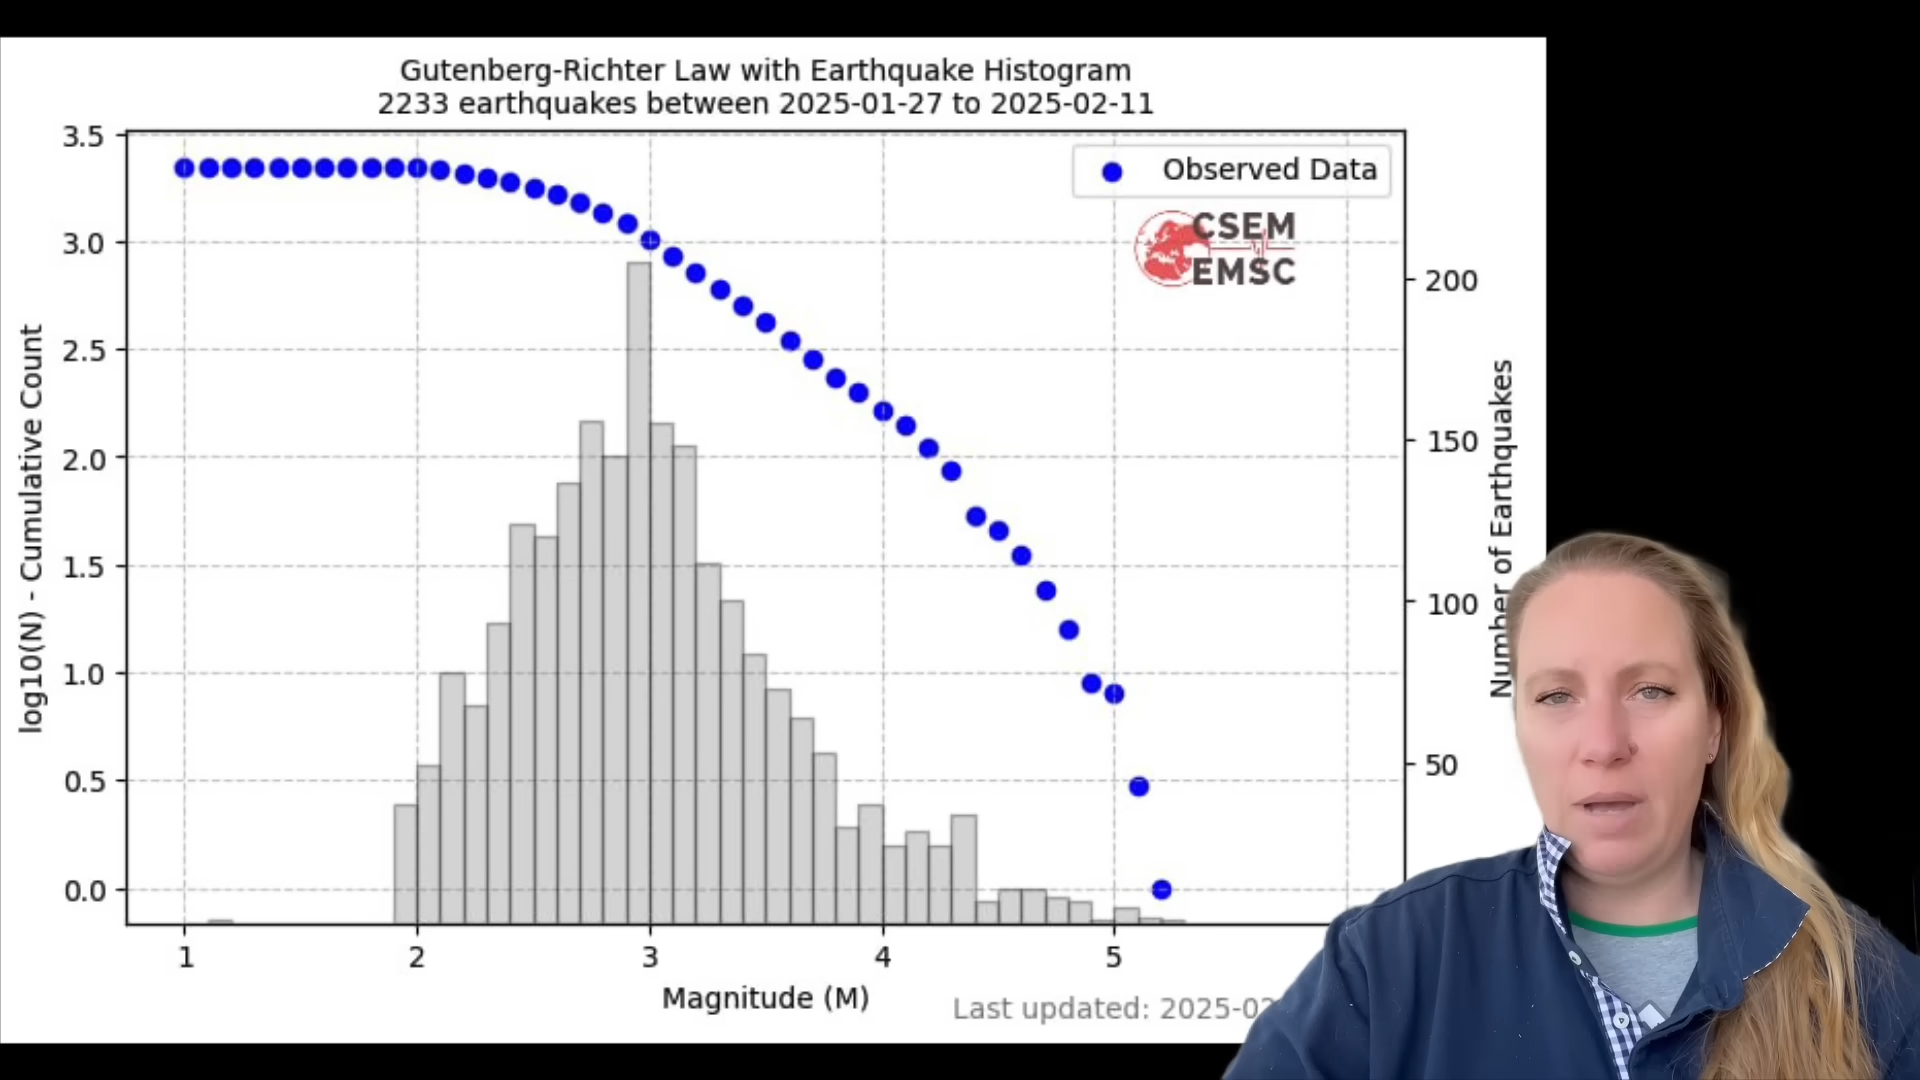 Gutenberg-Richter Law with Earthquake Histogram
2233 earthquakes between 2025-01-27 to 2025-02-11
3.5
3.0
2.5
2.0
1.5
1.0
0.5
0.0
log10(N) - Cumulative Count
Observed Data
CSEM
EMSC
200
150
100
50
Number of Earthquakes
1
2
3
4
5
Magnitude (M)
Last updated: 2025-02